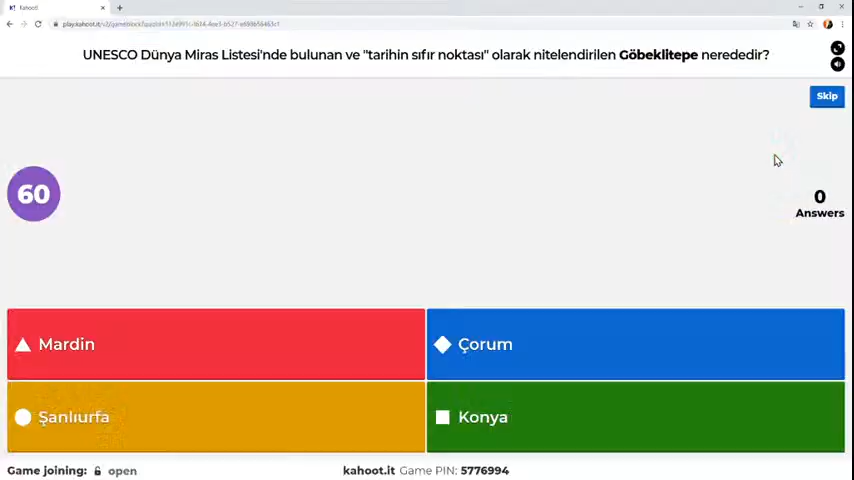 Kahoot!
UNESCO Dünya Miras Listesi'nde bulunan ve "tarihin sıfır noktası" olarak nitelendirilen Göbeklitepe nerededir?
Skip
60
0
Answers
Mardin
Çorum
Şanlıurfa
Konya
Game joining: open
kahoot.it Game PIN: 5776994